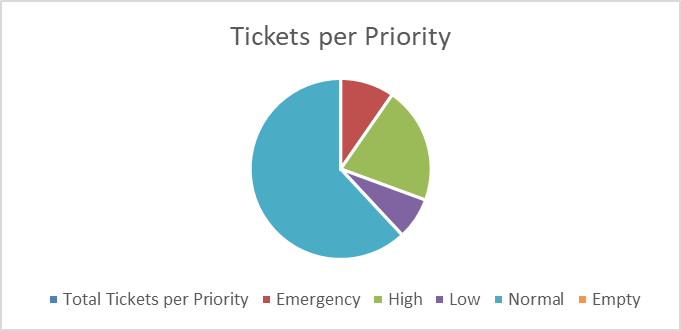 Tickets per Priority
Total Tickets per Priority Emergency High Low Normal Empty